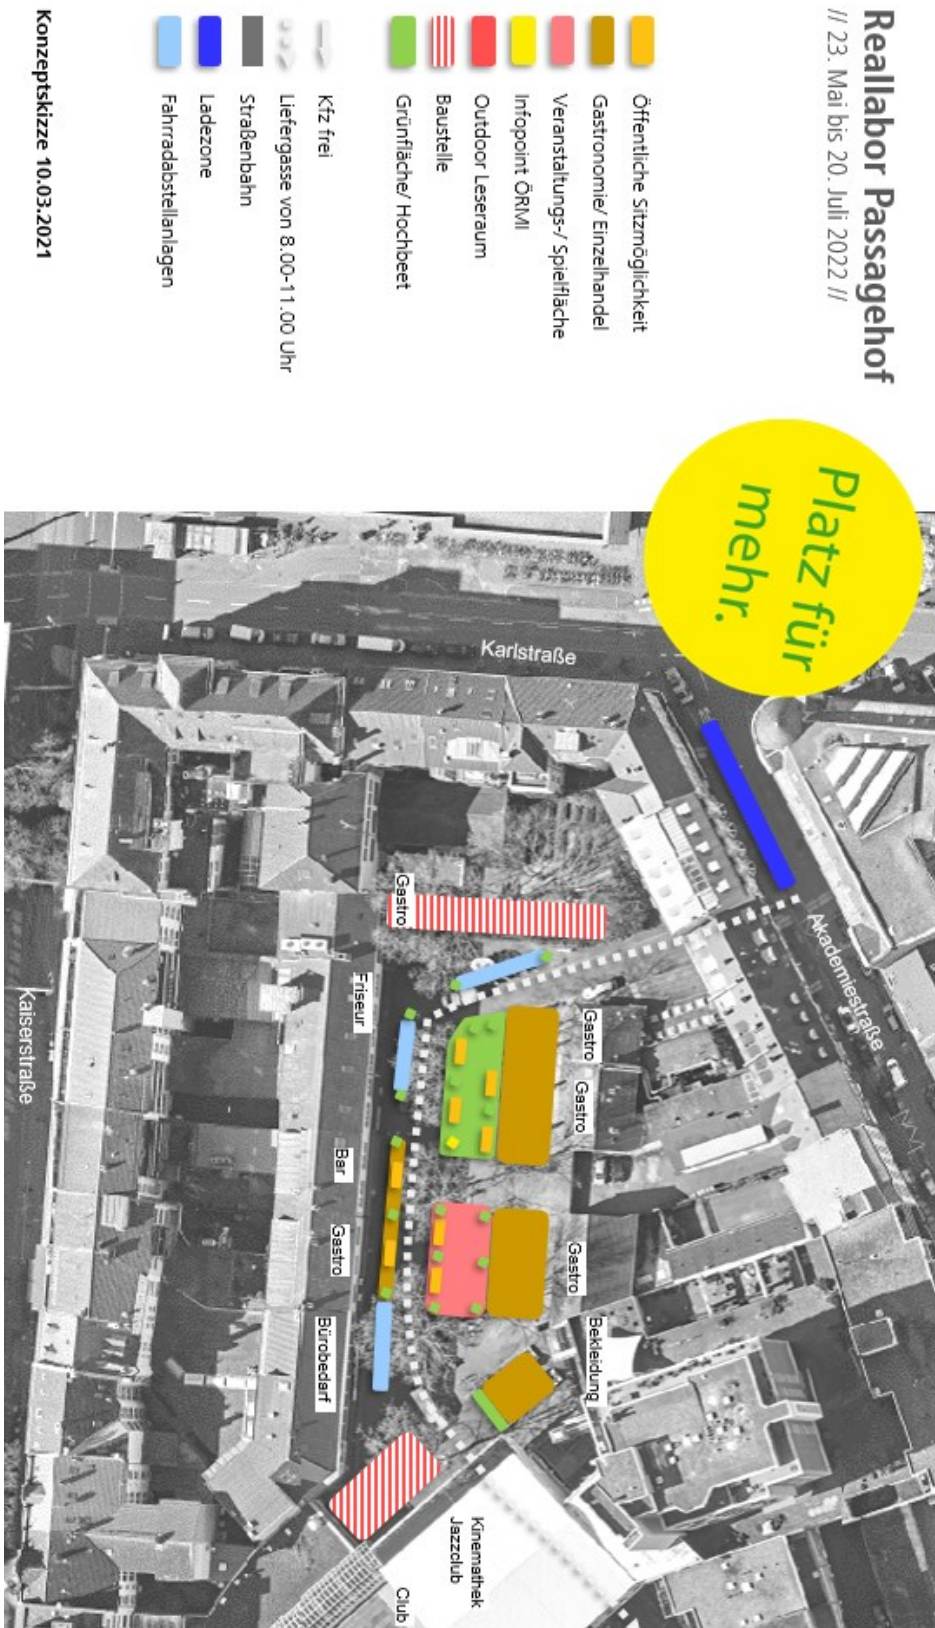 Reallabor Passagehof
// 23. Mai bis 20. Juli 2022 //
Platz für
mehr.
Öffentliche Sitzmöglichkeit
Gastronomie/ Einzelhandel
Veranstaltungs-/ Spielfläche
Infopoint ÖRMI
Outdoor Leseraum
Baustelle
Grünfläche/ Hochbeet
Kfz frei
Liefergasse von 8.00-11.00 Uhr
Straßenbahn
Ladezone
Fahrradabstellanlagen
Konzeptskizze 10.03.2021
Karlstraße
Akademiestraße
Gastro
Gastro
Gastro
Gastro
Bekleidung
Friseur
Bar
Gastro
Bürobedarf
Kinemathek
Jazzclub
Club
Kaiserstraße